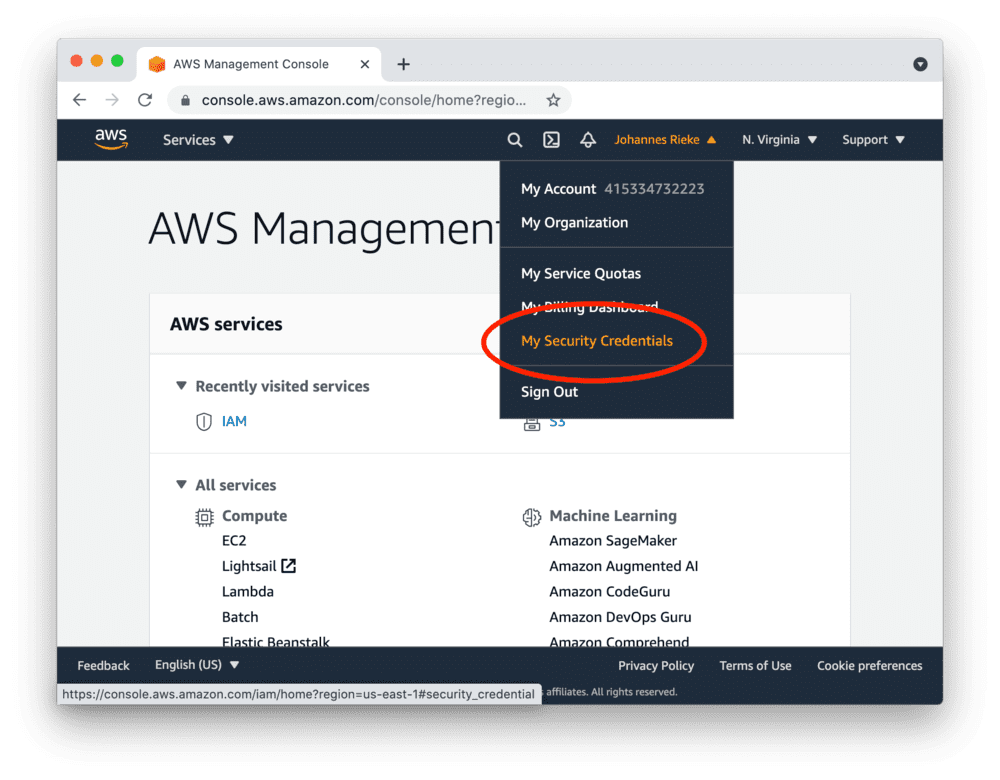 AWS Management Console
console.aws.amazon.com/console/home?regio...
aws Services Johannes Rieke N. Virginia Support
My Account 415334732223
My Organization
My Service Quotas
My Billing Dashboard
My Security Credentials
Sign Out
AWS Management
AWS services
Recently visited services
IAM
S3
All services
Compute
EC2
Lightsail
Lambda
Batch
Elastic Beanstalk
Machine Learning
Amazon SageMaker
Amazon Augmented AI
Amazon CodeGuru
Amazon DevOps Guru
Amazon Comprehend
Feedback English (US) Privacy Policy Terms of Use Cookie preferences
https://console.aws.amazon.com/iam/home?region=us-east-1#security_credential
affiliates. All rights reserved.